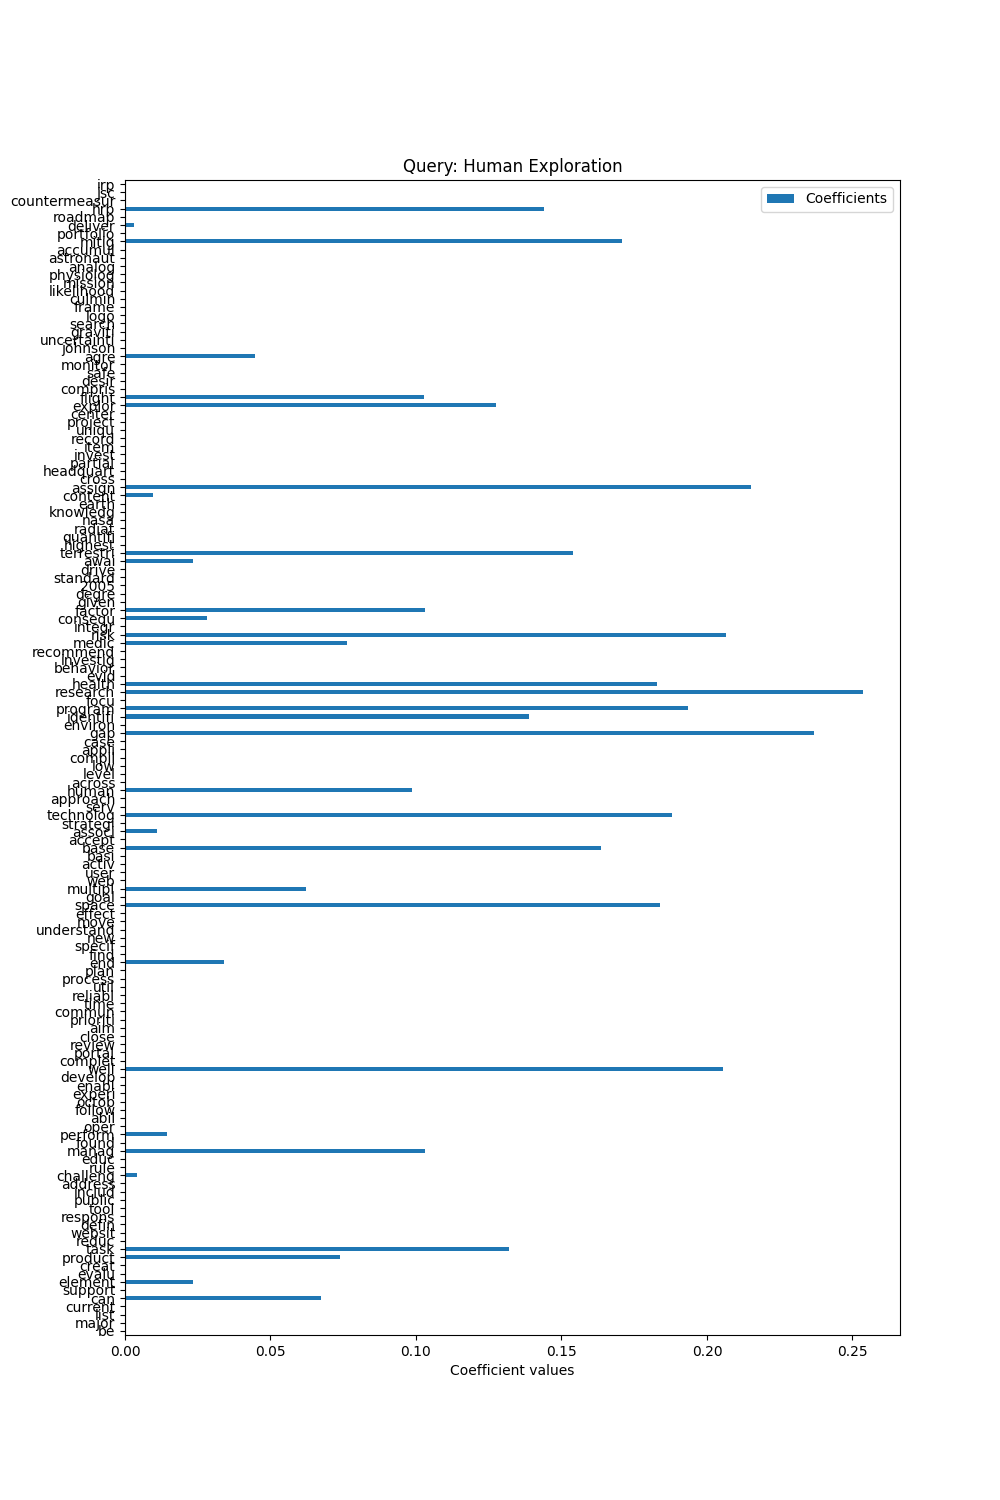 Query: Human Exploration
Coefficients
irp
jsc
countermeasur
hrp
roadmap
deliver
portfolio
mitig
accumul
astronaut
analog
physiolog
mission
likelihood
culmin
frame
logo
search
graviti
uncertainti
johnson
agre
monitor
safe
desir
compris
flight
explor
center
project
uniqu
record
item
invest
partial
headquart
cross
assign
content
earth
knowledg
nasa
radiat
quantifi
highest
terrestri
awai
drive
standard
2005
degre
given
factor
consequ
integr
risk
medic
recommend
investig
behavior
evid
health
research
focu
program
identifi
environ
gap
case
appli
compil
low
level
across
human
approach
serv
technolog
strategi
associ
accept
base
basi
activ
user
web
multipl
goal
space
effect
move
understand
new
specif
find
end
plan
process
util
reliabl
time
commun
prioriti
aim
close
review
portal
complet
well
develop
enabl
experi
octob
follow
abil
oper
perform
found
manag
educ
rule
challeng
address
includ
public
tool
respons
defin
websit
reduc
task
product
creat
evalu
element
support
can
current
list
major
be
0.00 0.05 0.10 0.15 0.20 0.25
Coefficient values